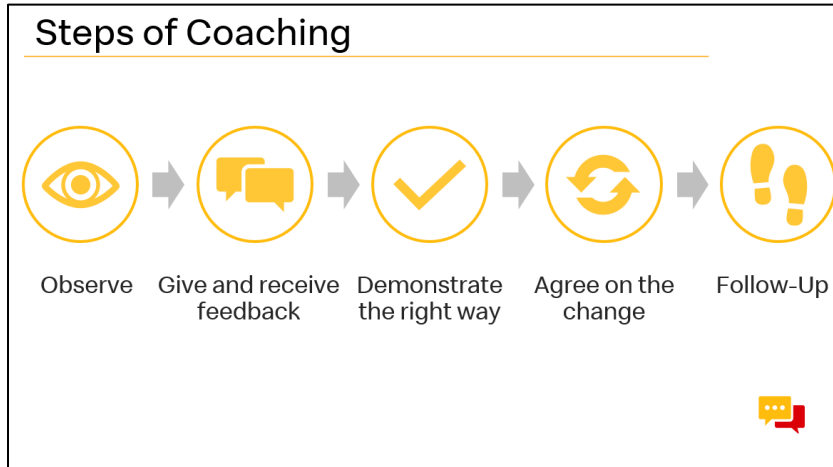 Steps of Coaching
Observe
Give and receive
feedback
Demonstrate
the right way
Agree on the
change
Follow-Up